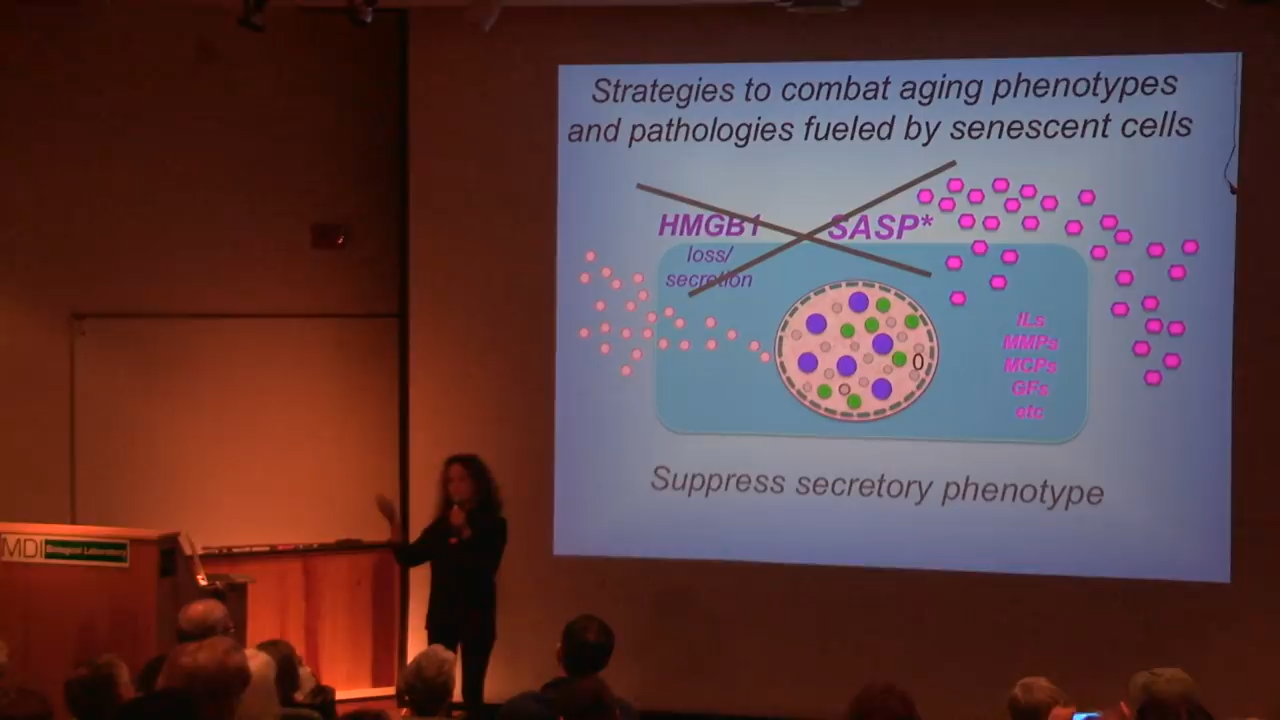 Strategies to combat aging phenotypes
and pathologies fueled by senescent cells
HMGB1 SASP*
loss/
secretion
ILs
MMPs
MCPs
GFs
etc
0
Suppress secretory phenotype
MDI Biological Laboratory